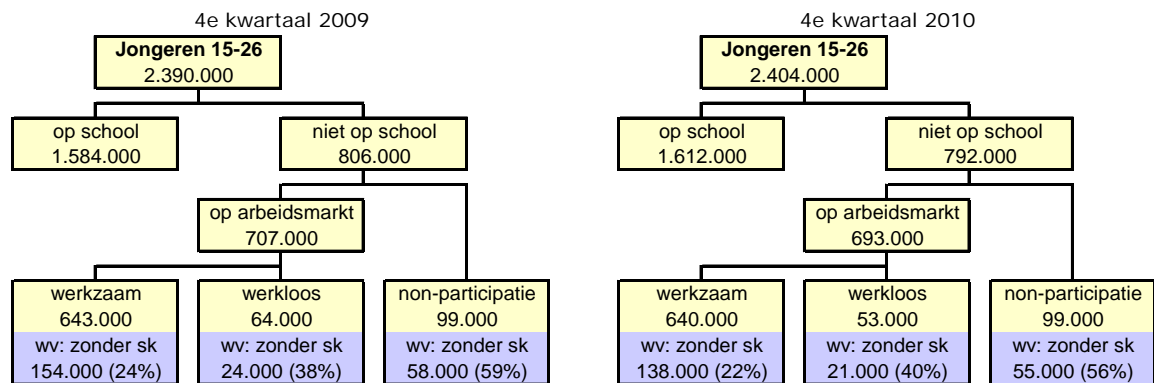 4e kwartaal 2009
Jongeren 15-26
2.390.000
op school
1.584.000
niet op school
806.000
op arbeidsmarkt
707.000
werkzaam
643.000
wv: zonder sk
154.000 (24%)
werkloos
64.000
wv: zonder sk
24.000 (38%)
non-participatie
99.000
wv: zonder sk
58.000 (59%)
4e kwartaal 2010
Jongeren 15-26
2.404.000
op school
1.612.000
niet op school
792.000
op arbeidsmarkt
693.000
werkzaam
640.000
wv: zonder sk
138.000 (22%)
werkloos
53.000
wv: zonder sk
21.000 (40%)
non-participatie
99.000
wv: zonder sk
55.000 (56%)